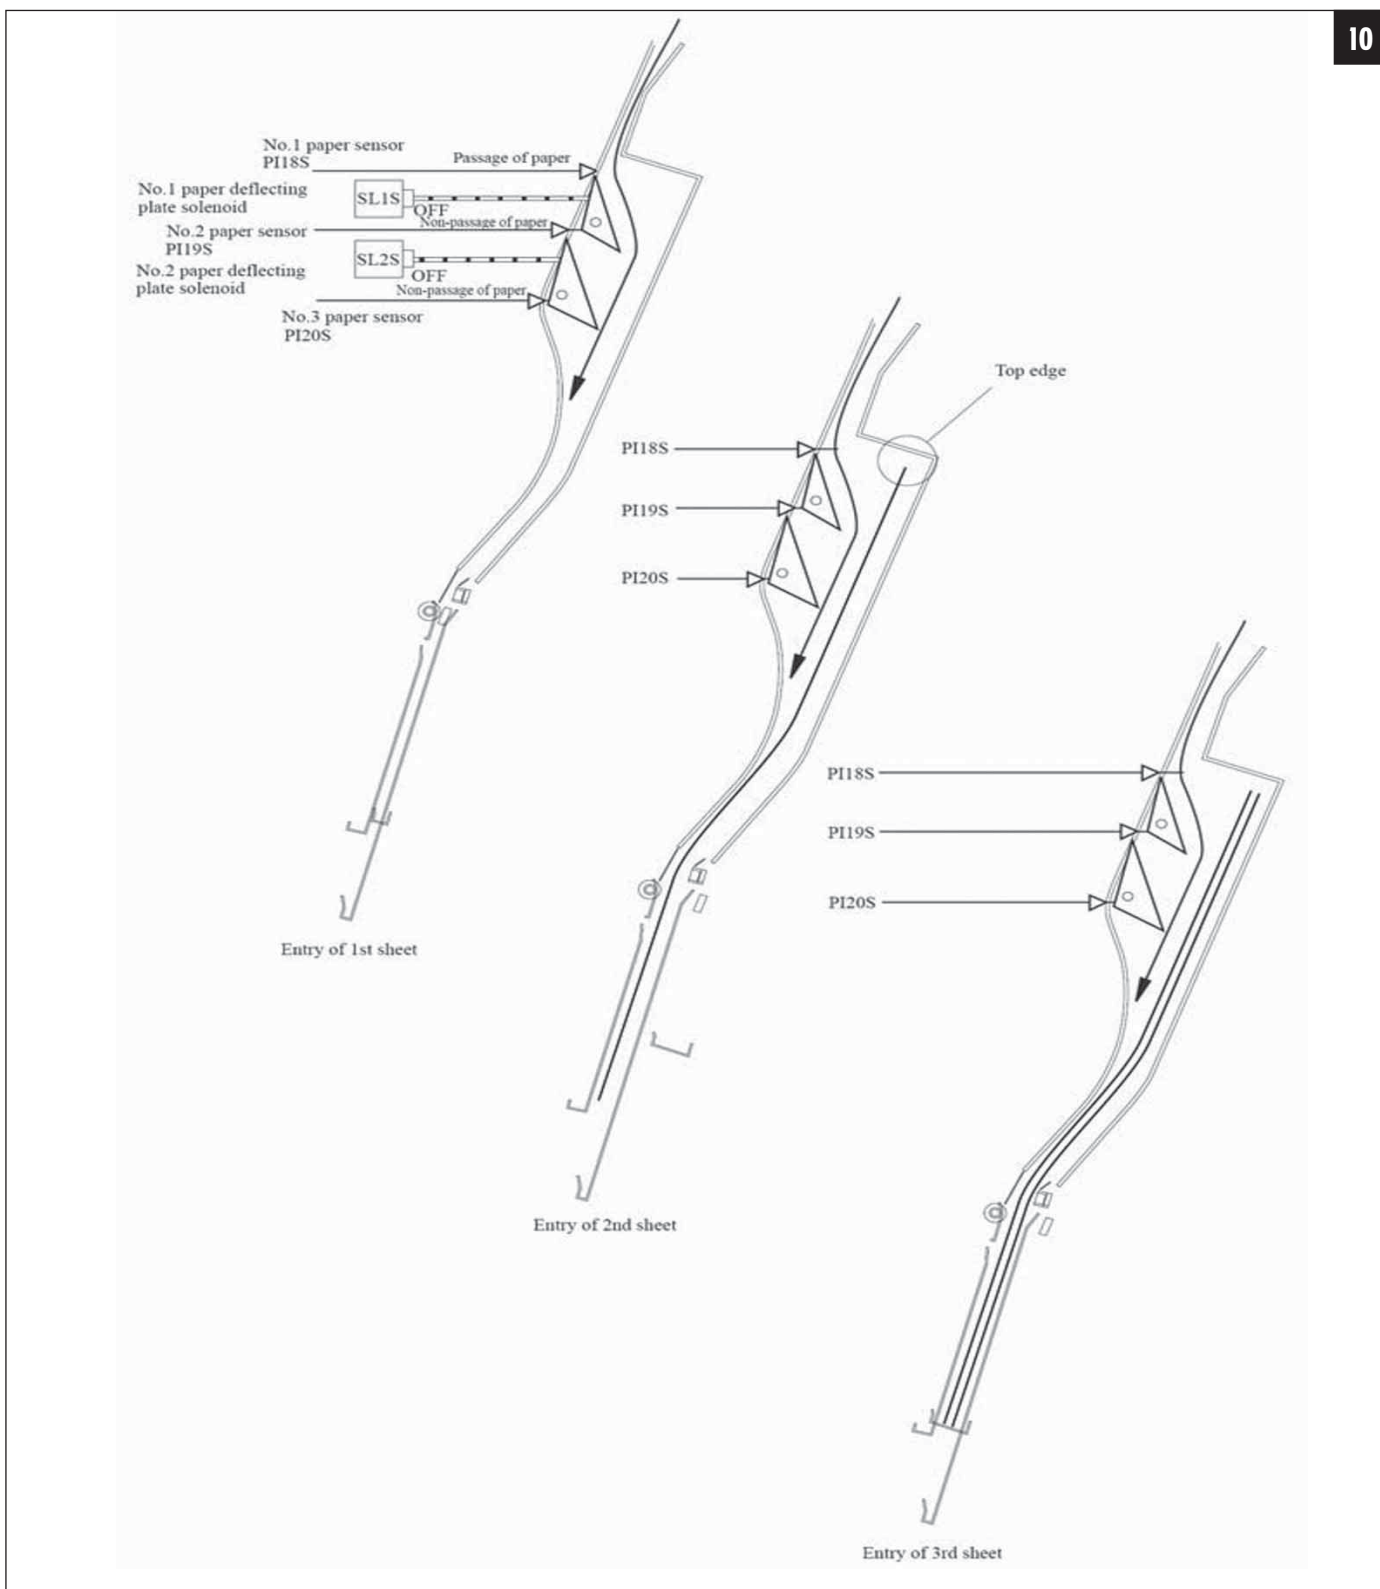 10
No.1 paper sensor
PI18S
Passage of paper
No.1 paper deflecting
plate solenoid
SL1S
OFF
Non-passage of paper
No.2 paper sensor
PI19S
No.2 paper deflecting
plate solenoid
SL2S
OFF
Non-passage of paper
No.3 paper sensor
PI20S
Top edge
PI18S
PI19S
PI20S
PI18S
PI19S
PI20S
Entry of 1st sheet
Entry of 2nd sheet
Entry of 3rd sheet